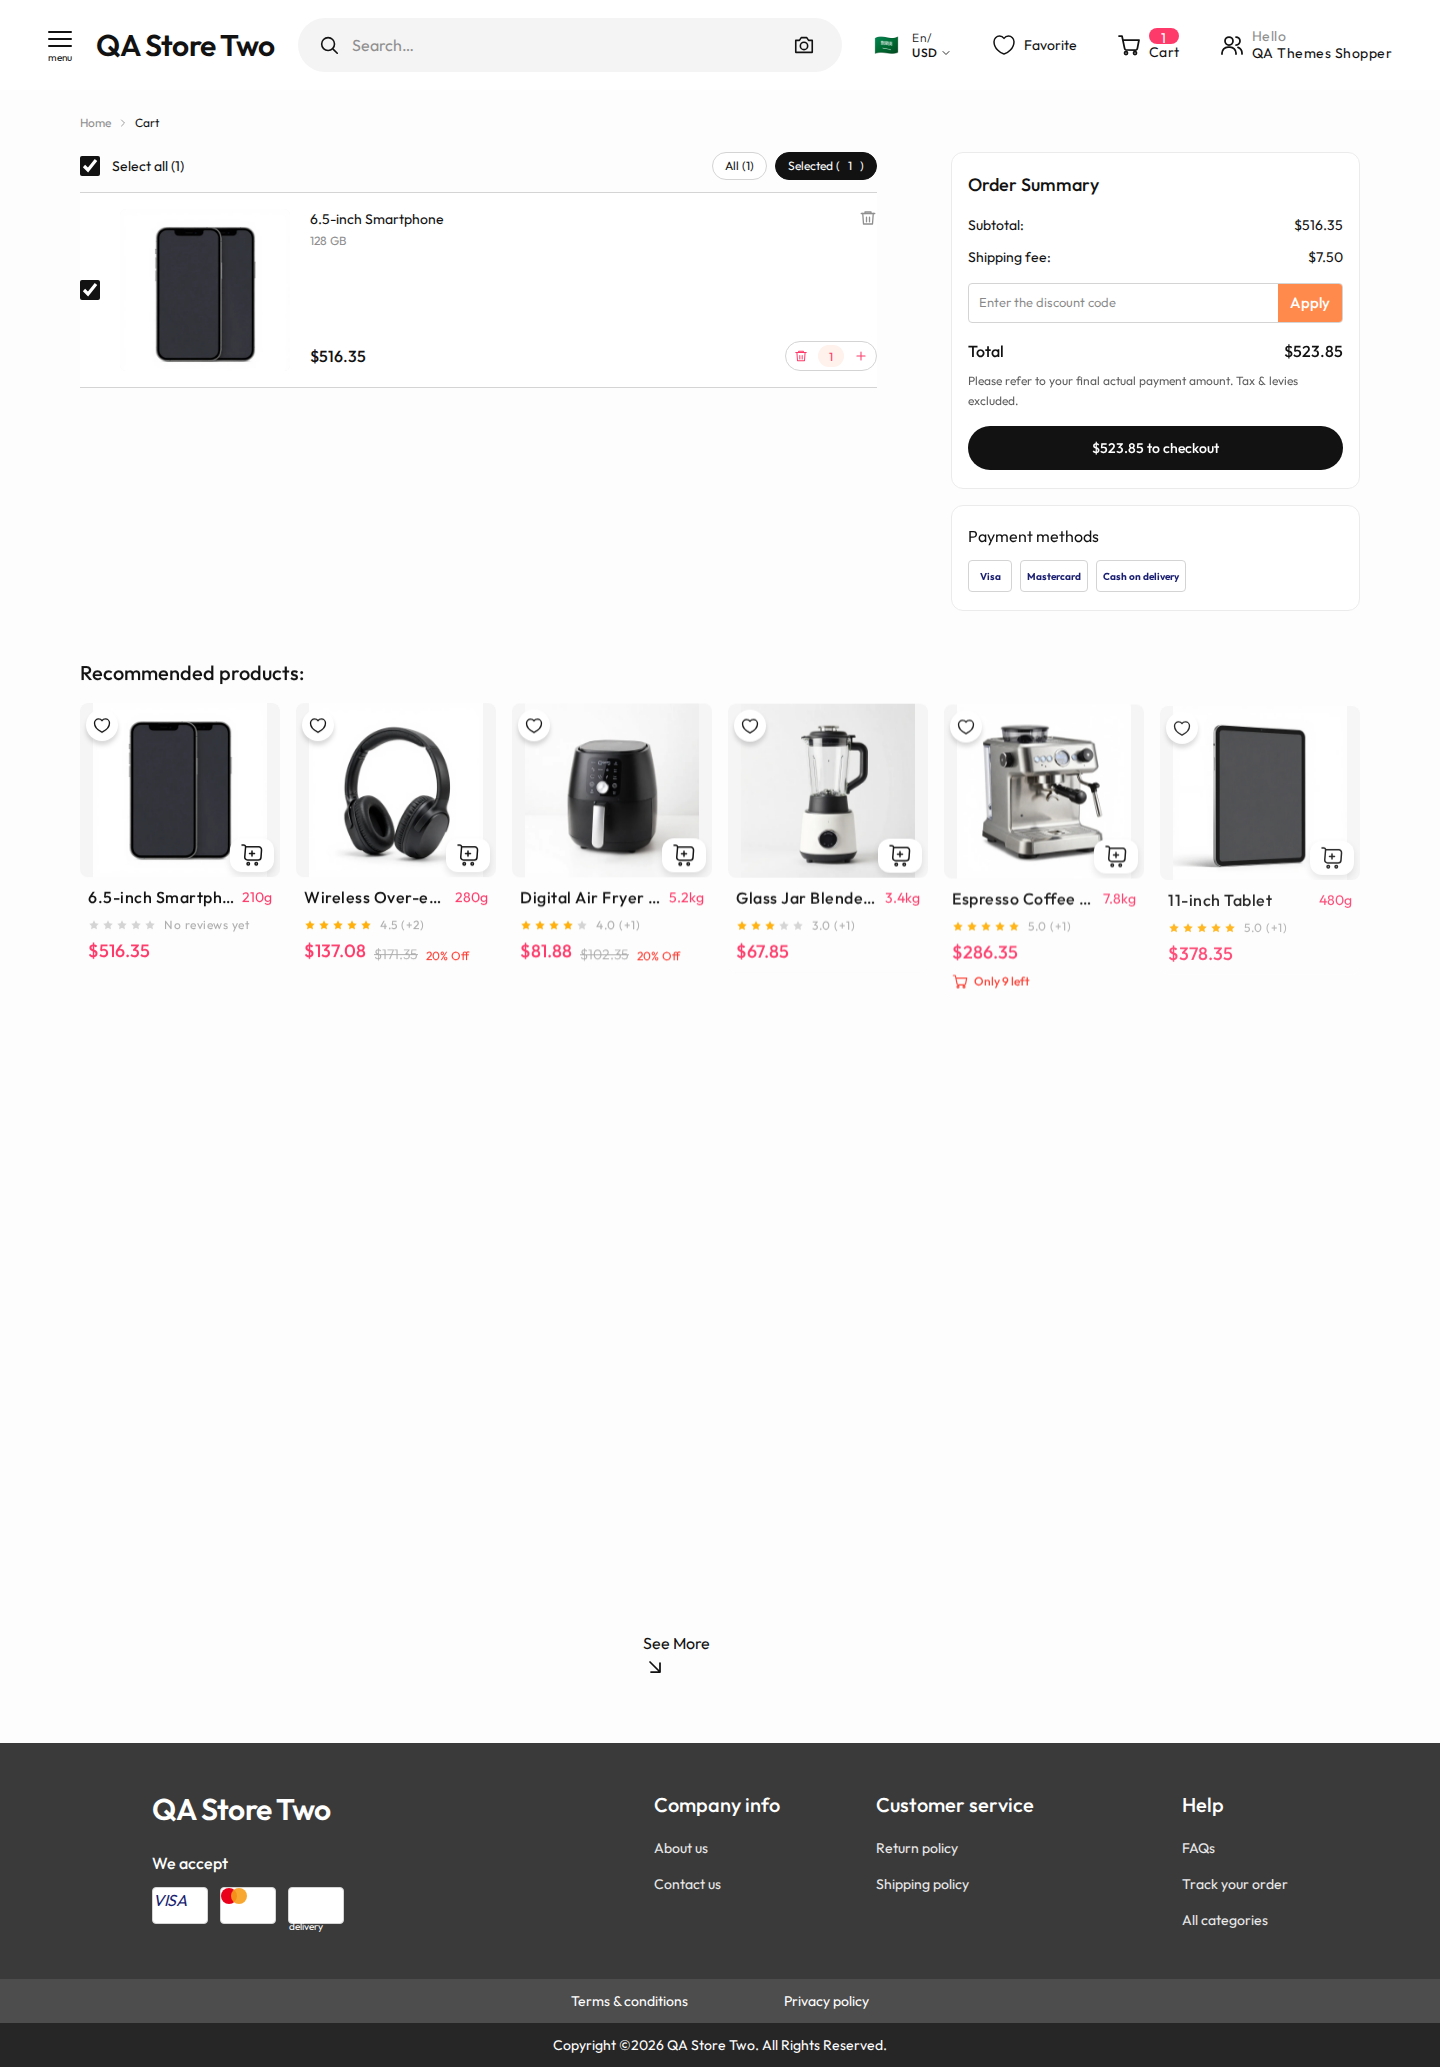 menu
QA Store Two
Search...
En/
USD
Favorite
1
Cart
Hello
QA Themes Shopper
Home
Cart
Select all (1)
All (1)
Selected ( 1 )
6.5-inch Smartphone
128 GB
$516.35
1
Order Summary
Subtotal:
$516.35
Shipping fee:
$7.50
Enter the discount code
Apply
Total
$523.85
Please refer to your final actual payment amount. Tax & levies
excluded.
$523.85 to checkout
Payment methods
Visa
Mastercard
Cash on delivery
Recommended products:
6.5-inch Smartph...
210g
No reviews yet
$516.35
Wireless Over-e...
280g
4.5 (+2)
$137.08
$171.35
20% Off
Digital Air Fryer ...
5.2kg
4.0 (+1)
$81.88
$102.35
20% Off
Glass Jar Blende...
3.4kg
3.0 (+1)
$67.85
Espresso Coffee ...
7.8kg
5.0 (+1)
$286.35
Only 9 left
11-inch Tablet
480g
5.0 (+1)
$378.35
See More
QA Store Two
We accept
VISA
delivery
Company info
About us
Contact us
Customer service
Return policy
Shipping policy
Help
FAQs
Track your order
All categories
Terms & conditions
Privacy policy
Copyright ©2026 QA Store Two. All Rights Reserved.